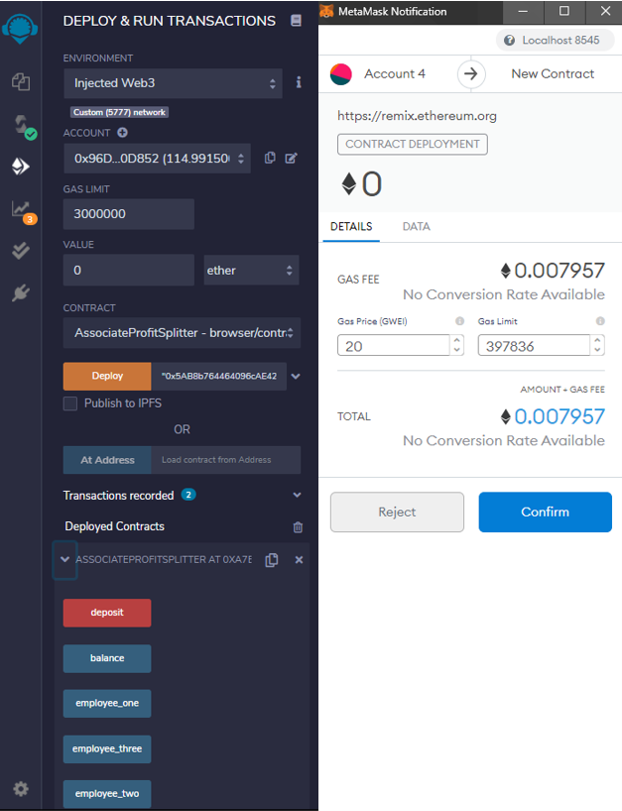 DEPLOY & RUN TRANSACTIONS
ENVIRONMENT
Injected Web3
Custom (5777) network
ACCOUNT
0x96D...0D852 (114.99150
GAS LIMIT
3000000
VALUE
0
ether
CONTRACT
AssociateProfitSplitter - browser/contr
Deploy
"0x5AB8b764464096cAE42
Publish to IPFS
OR
At Address
Load contract from Address
Transactions recorded 2
Deployed Contracts
ASSOCIATEPROFITSPLITTER AT 0XA7E
deposit
balance
employee_one
employee_three
employee_two
3
MetaMask Notification
Localhost 8545
Account 4
New Contract
https://remix.ethereum.org
CONTRACT DEPLOYMENT
0
DETAILS
DATA
GAS FEE
0.007957
No Conversion Rate Available
Gas Price (GWEI)
Gas Limit
20
397836
AMOUNT + GAS FEE
TOTAL
0.007957
No Conversion Rate Available
Reject
Confirm